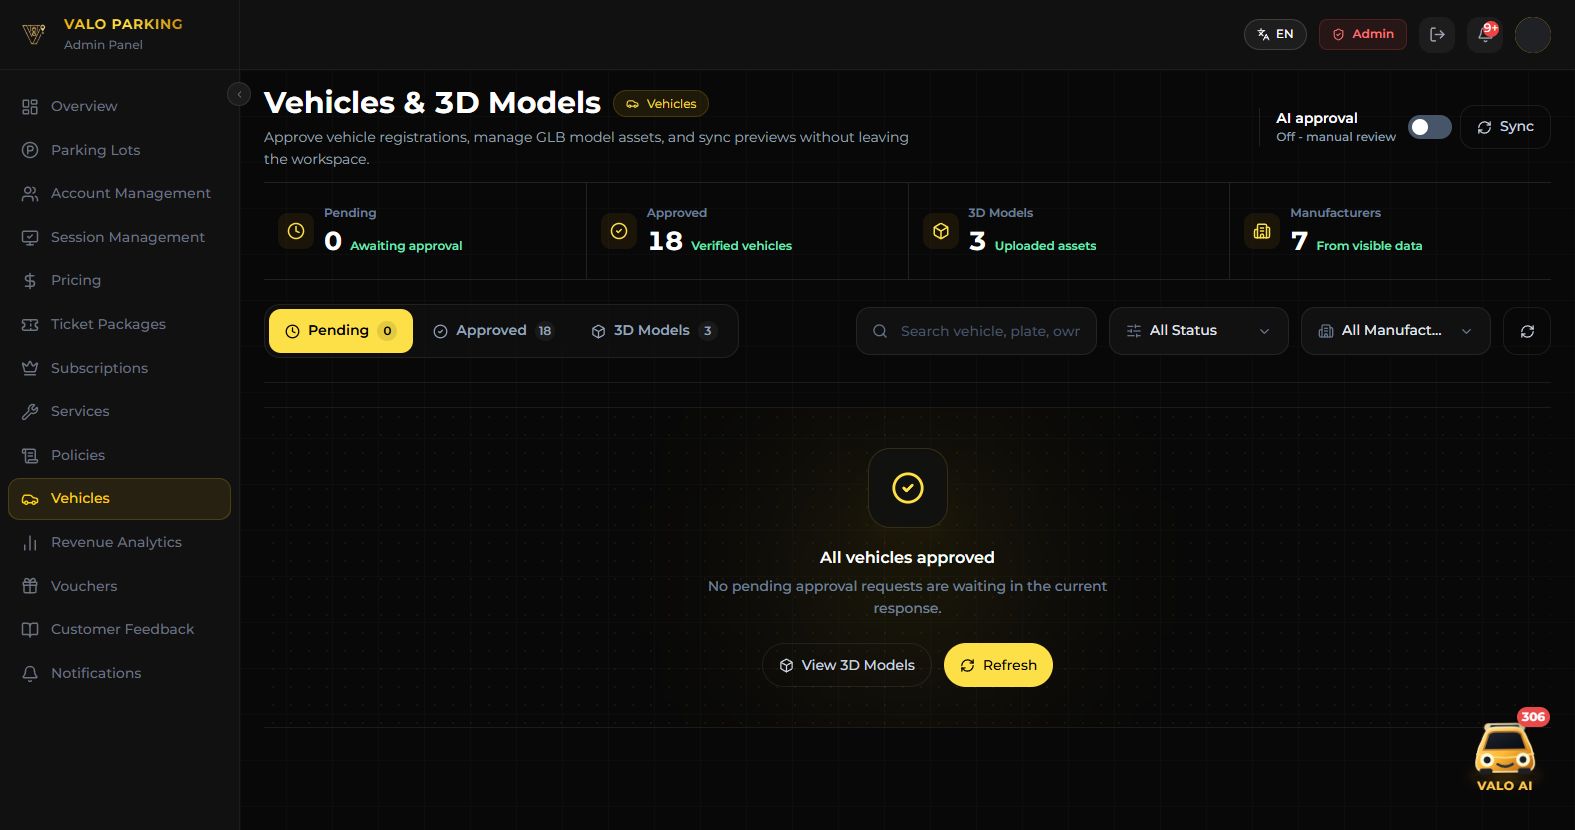 VALO PARKING
Admin Panel
EN
Admin
9+
Overview
Parking Lots
Account Management
Session Management
Pricing
Ticket Packages
Subscriptions
Services
Policies
Vehicles
Revenue Analytics
Vouchers
Customer Feedback
Notifications
Vehicles & 3D Models
Vehicles
Approve vehicle registrations, manage GLB model assets, and sync previews without leaving
the workspace.
AI approval
Off - manual review
Sync
Pending
0 Awaiting approval
Approved
18 Verified vehicles
3D Models
3 Uploaded assets
Manufacturers
7 From visible data
Pending 0
Approved 18
3D Models 3
Search vehicle, plate, owr
All Status
All Manufact...
All vehicles approved
No pending approval requests are waiting in the current
response.
View 3D Models
Refresh
306
VALO AI